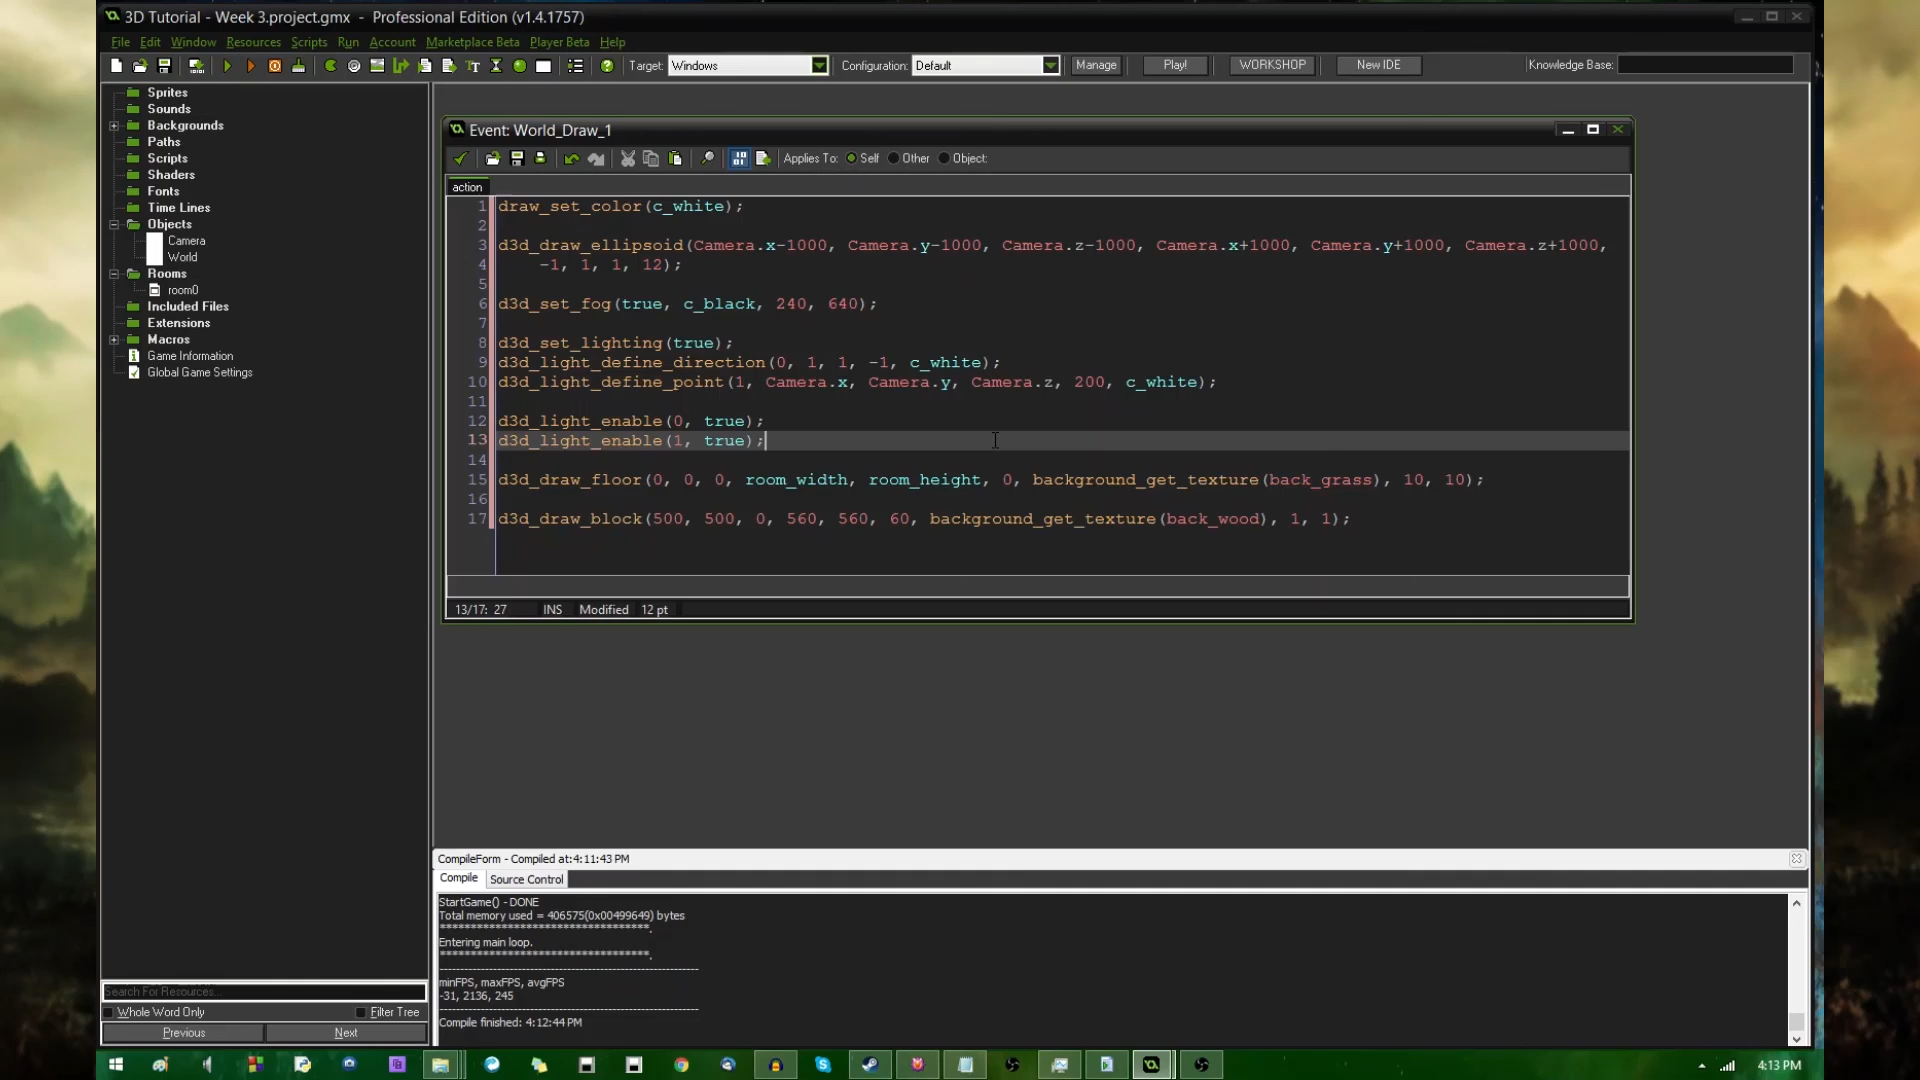 3D Tutorial - Week 3.project.gmx - Professional Edition (v1.4.1757)
File Edit Window Resources Scripts Run Account Marketplace Beta Player Beta Help
Target: Windows Configuration: Default Manage Play! WORKSHOP New IDE Knowledge Base:
Sprites
Sounds
Backgrounds
Paths
Scripts
Shaders
Fonts
Time Lines
Objects
Camera
World
Rooms
room0
Included Files
Extensions
Macros
Game Information
Global Game Settings
Event: World_Draw_1
Applies To: Self Other Object:
action
1 draw_set_color(c_white);
2
3 d3d_draw_ellipsoid(Camera.x-1000, Camera.y-1000, Camera.z-1000, Camera.x+1000, Camera.y+1000, Camera.z+1000,
4 -1, 1, 1, 12);
5
6 d3d_set_fog(true, c_black, 240, 640);
7
8 d3d_set_lighting(true);
9 d3d_light_define_direction(0, 1, 1, -1, c_white);
10 d3d_light_define_point(1, Camera.x, Camera.y, Camera.z, 200, c_white);
11
12 d3d_light_enable(0, true);
13 d3d_light_enable(1, true);
14
15 d3d_draw_floor(0, 0, 0, room_width, room_height, 0, background_get_texture(back_grass), 10, 10);
16
17 d3d_draw_block(500, 500, 0, 560, 560, 60, background_get_texture(back_wood), 1, 1);
13/17: 27 INS Modified 12 pt
CompileForm - Compiled at:4:11:43 PM
Compile Source Control
StartGame() - DONE
Total memory used = 406575(0x00499649) bytes
**********************************.
Entering main loop.
**********************************.
---------------------------------------------------------------
minFPS, maxFPS, avgFPS
-31, 2136, 245
---------------------------------------------------------------
Compile finished: 4:12:44 PM
Search For Resources...
Whole Word Only Filter Tree
Previous Next
4:13 PM